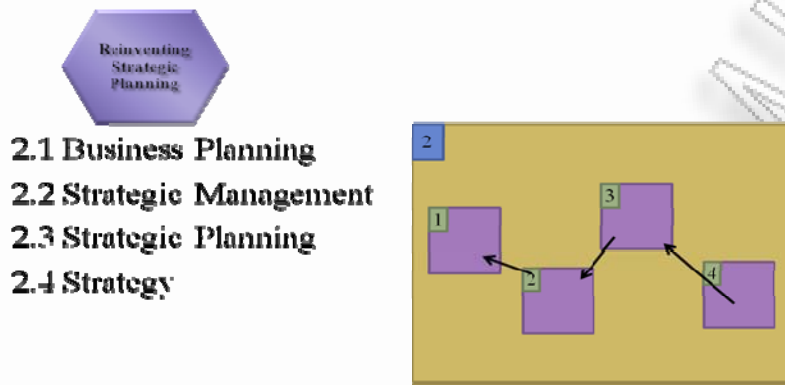 Reinventing
Strategic
Planning
2.1 Business Planning
2.2 Strategic Management
2.3 Strategic Planning
2.4 Strategy
2
1
3
2
4